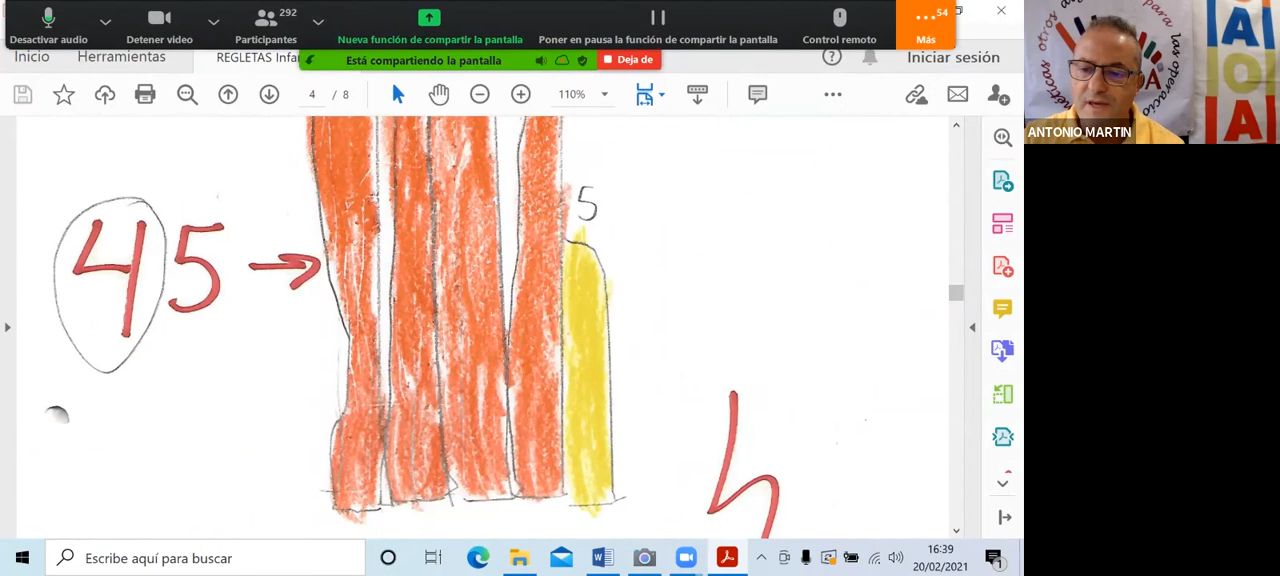 292
54
Desactivar audio
Detener video
Participantes
Nueva función de compartir la pantalla
Poner en pausa la función de compartir la pantalla
Control remoto
Más
Está compartiendo la pantalla
Deja de
Inicio
Herramientas
REGLETAS Infan
Iniciar sesión
4 / 8
110%
ANTONIO MARTIN
5
45
Escribe aquí para buscar
16:39
20/02/2021
1